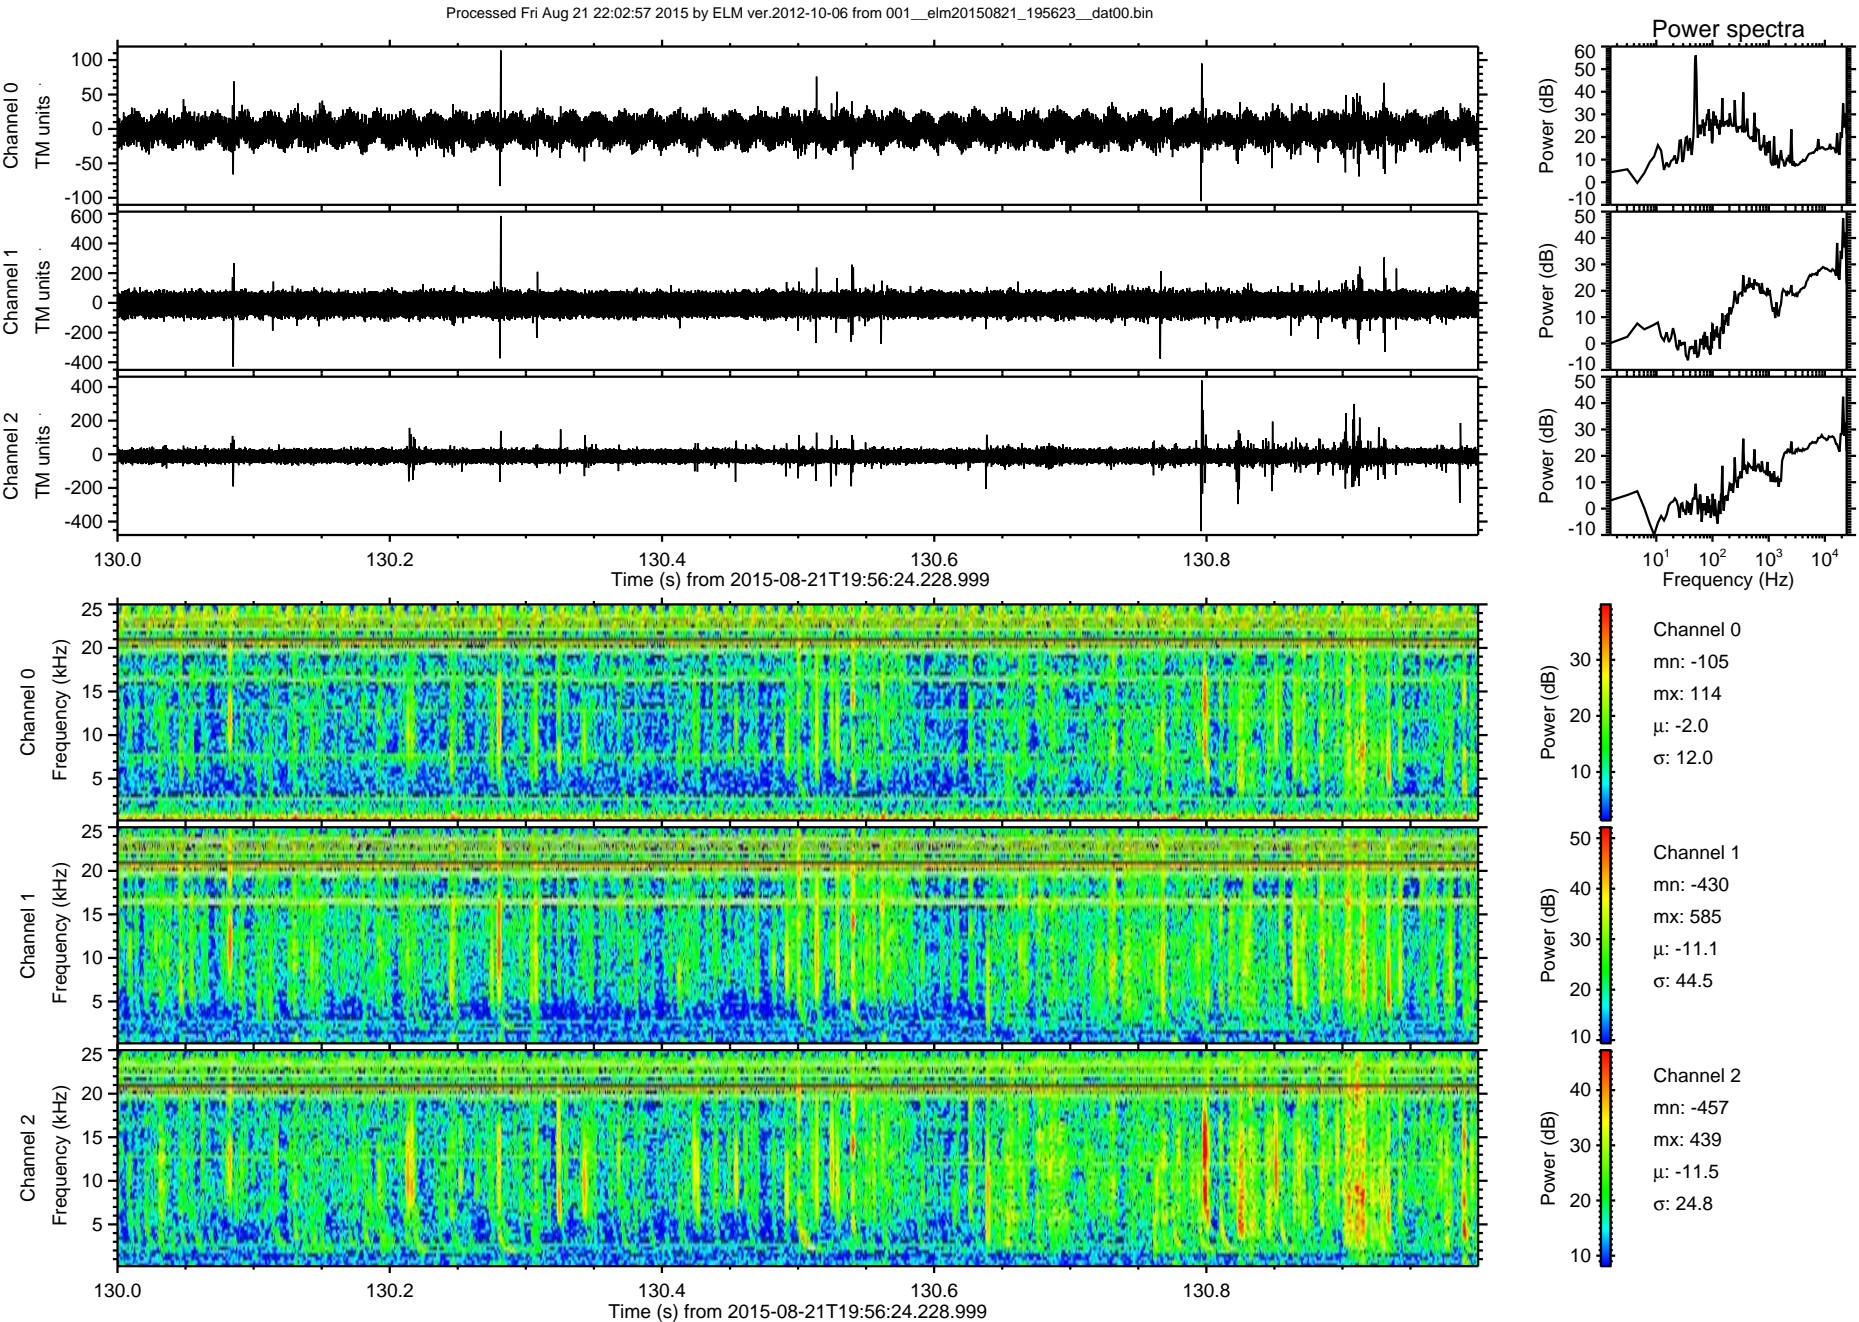 Processed Fri Aug 21 22:02:57 2015 by ELM ver.2012-10-06 from 001__elm20150821_195623__dat00.bin
Power spectra
Channel 0
TM units
100
50
0
-50
-100
Power (dB)
60
50
40
30
20
10
0
-10
Channel 1
TM units
600
400
200
0
-200
-400
Power (dB)
50
40
30
20
10
0
-10
Channel 2
TM units
400
200
0
-200
-400
Power (dB)
50
40
30
20
10
0
-10
130.0 130.2 130.4 130.6 130.8
Time (s) from 2015-08-21T19:56:24.228.999
10¹ 10² 10³ 10⁴
Frequency (Hz)
Channel 0
Frequency (kHz)
25
20
15
10
5
Power (dB)
30
20
10
Channel 0
mn: -105
mx: 114
μ: -2.0
σ: 12.0
Channel 1
Frequency (kHz)
25
20
15
10
5
Power (dB)
50
40
30
20
10
Channel 1
mn: -430
mx: 585
μ: -11.1
σ: 44.5
Channel 2
Frequency (kHz)
25
20
15
10
5
Power (dB)
40
30
20
10
Channel 2
mn: -457
mx: 439
μ: -11.5
σ: 24.8
130.0 130.2 130.4 130.6 130.8
Time (s) from 2015-08-21T19:56:24.228.999